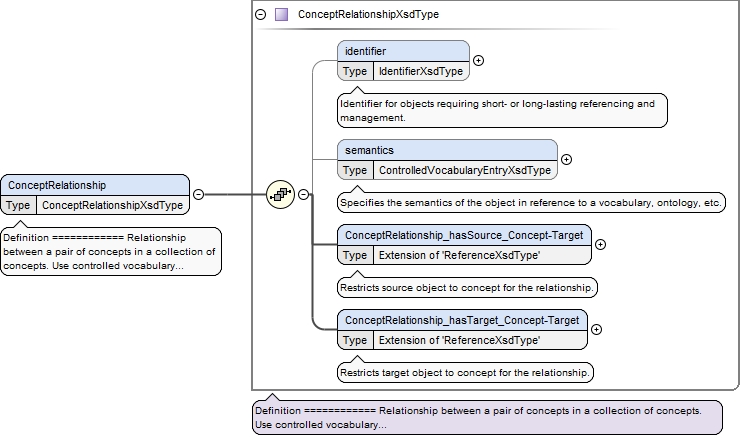 ConceptRelationshipXsdType
identifier
Type IdentifierXsdType
Identifier for objects requiring short- or long-lasting referencing and
management.
semantics
Type ControlledVocabularyEntryXsdType
Specifies the semantics of the object in reference to a vocabulary, ontology, etc.
ConceptRelationship
Type ConceptRelationshipXsdType
Definition ============ Relationship
between a pair of concepts in a collection of
concepts. Use controlled vocabulary...
ConceptRelationship_hasSource_Concept-Target
Type Extension of 'ReferenceXsdType'
Restricts source object to concept for the relationship.
ConceptRelationship_hasTarget_Concept-Target
Type Extension of 'ReferenceXsdType'
Restricts target object to concept for the relationship.
Definition ============ Relationship between a pair of concepts in a collection of concepts.
Use controlled vocabulary...